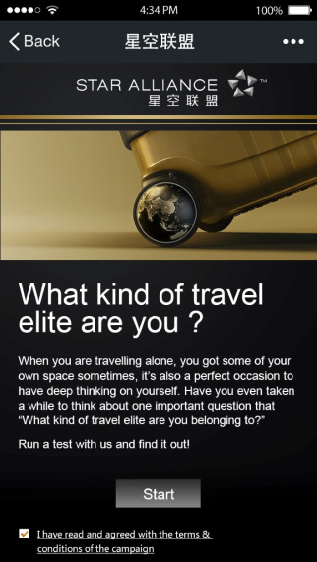 4:34 PM
100%
Back
星空联盟
STAR ALLIANCE™
星空联盟
What kind of travel
elite are you ?
When you are travelling alone, you got some of your
own space sometimes, it's also a perfect occasion to
have deep thinking on yourself. Have you even taken
a while to think about one important question that
“What kind of travel elite are you belonging to?”
Run a test with us and find it out!
Start
I have read and agreed with the terms &
conditions of the campaign